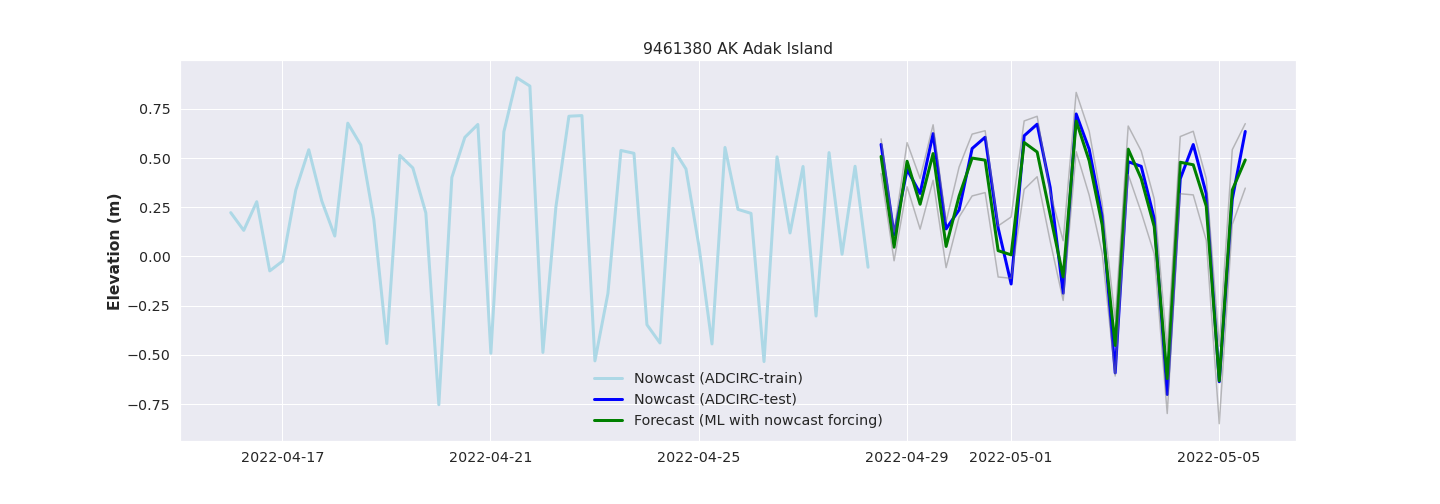 9461380 AK Adak Island
Elevation (m)
0.75
0.50
0.25
0.00
−0.25
−0.50
−0.75
Nowcast (ADCIRC-train)
Nowcast (ADCIRC-test)
Forecast (ML with nowcast forcing)
2022-04-17 2022-04-21 2022-04-25 2022-04-29 2022-05-01 2022-05-05